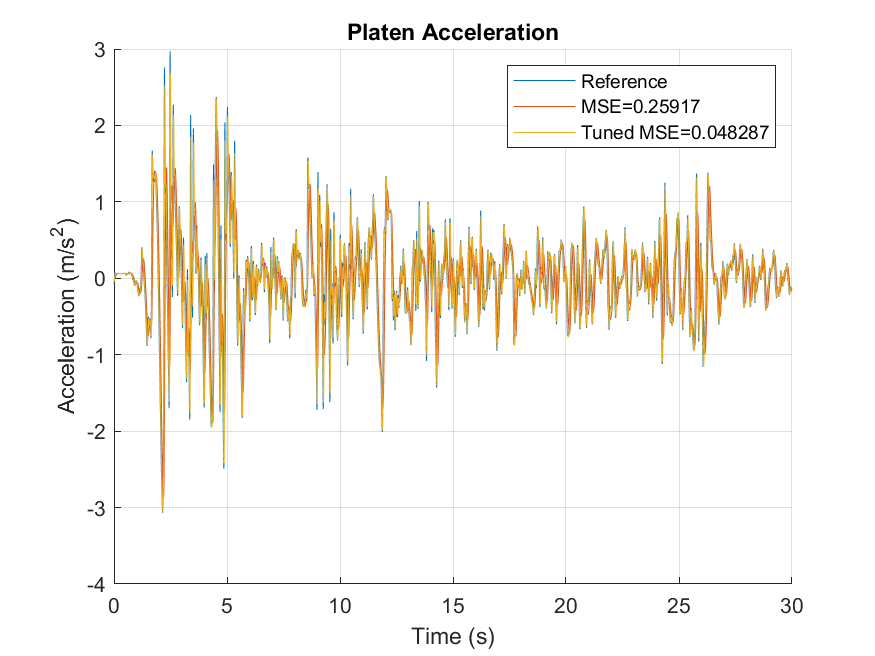 Platen Acceleration
Reference
MSE=0.25917
Tuned MSE=0.048287
Acceleration (m/s²)
3
2
1
0
-1
-2
-3
-4
0 5 10 15 20 25 30
Time (s)